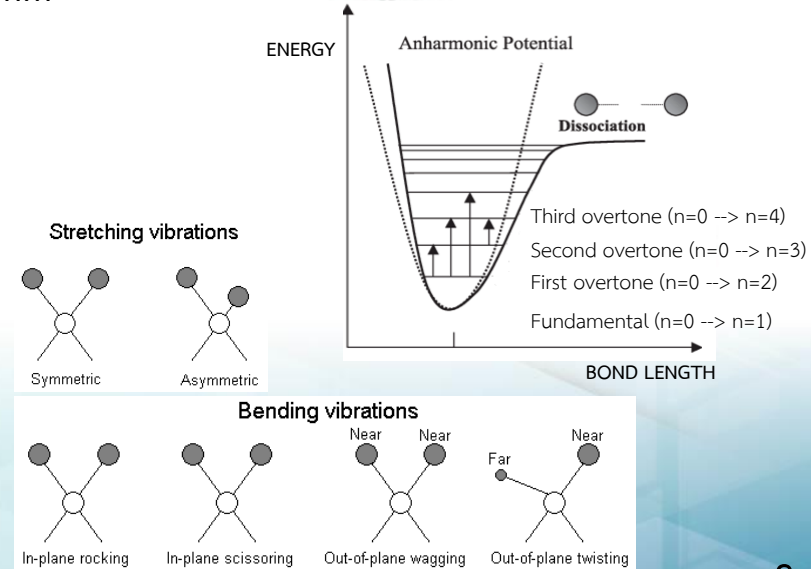 ENERGY
Anharmonic Potential
Dissociation
Third overtone (n=0 --> n=4)
Second overtone (n=0 --> n=3)
First overtone (n=0 --> n=2)
Fundamental (n=0 --> n=1)
BOND LENGTH
Stretching vibrations
Symmetric
Asymmetric
Bending vibrations
Near
Near
Far
Near
In-plane rocking
In-plane scissoring
Out-of-plane wagging
Out-of-plane twisting